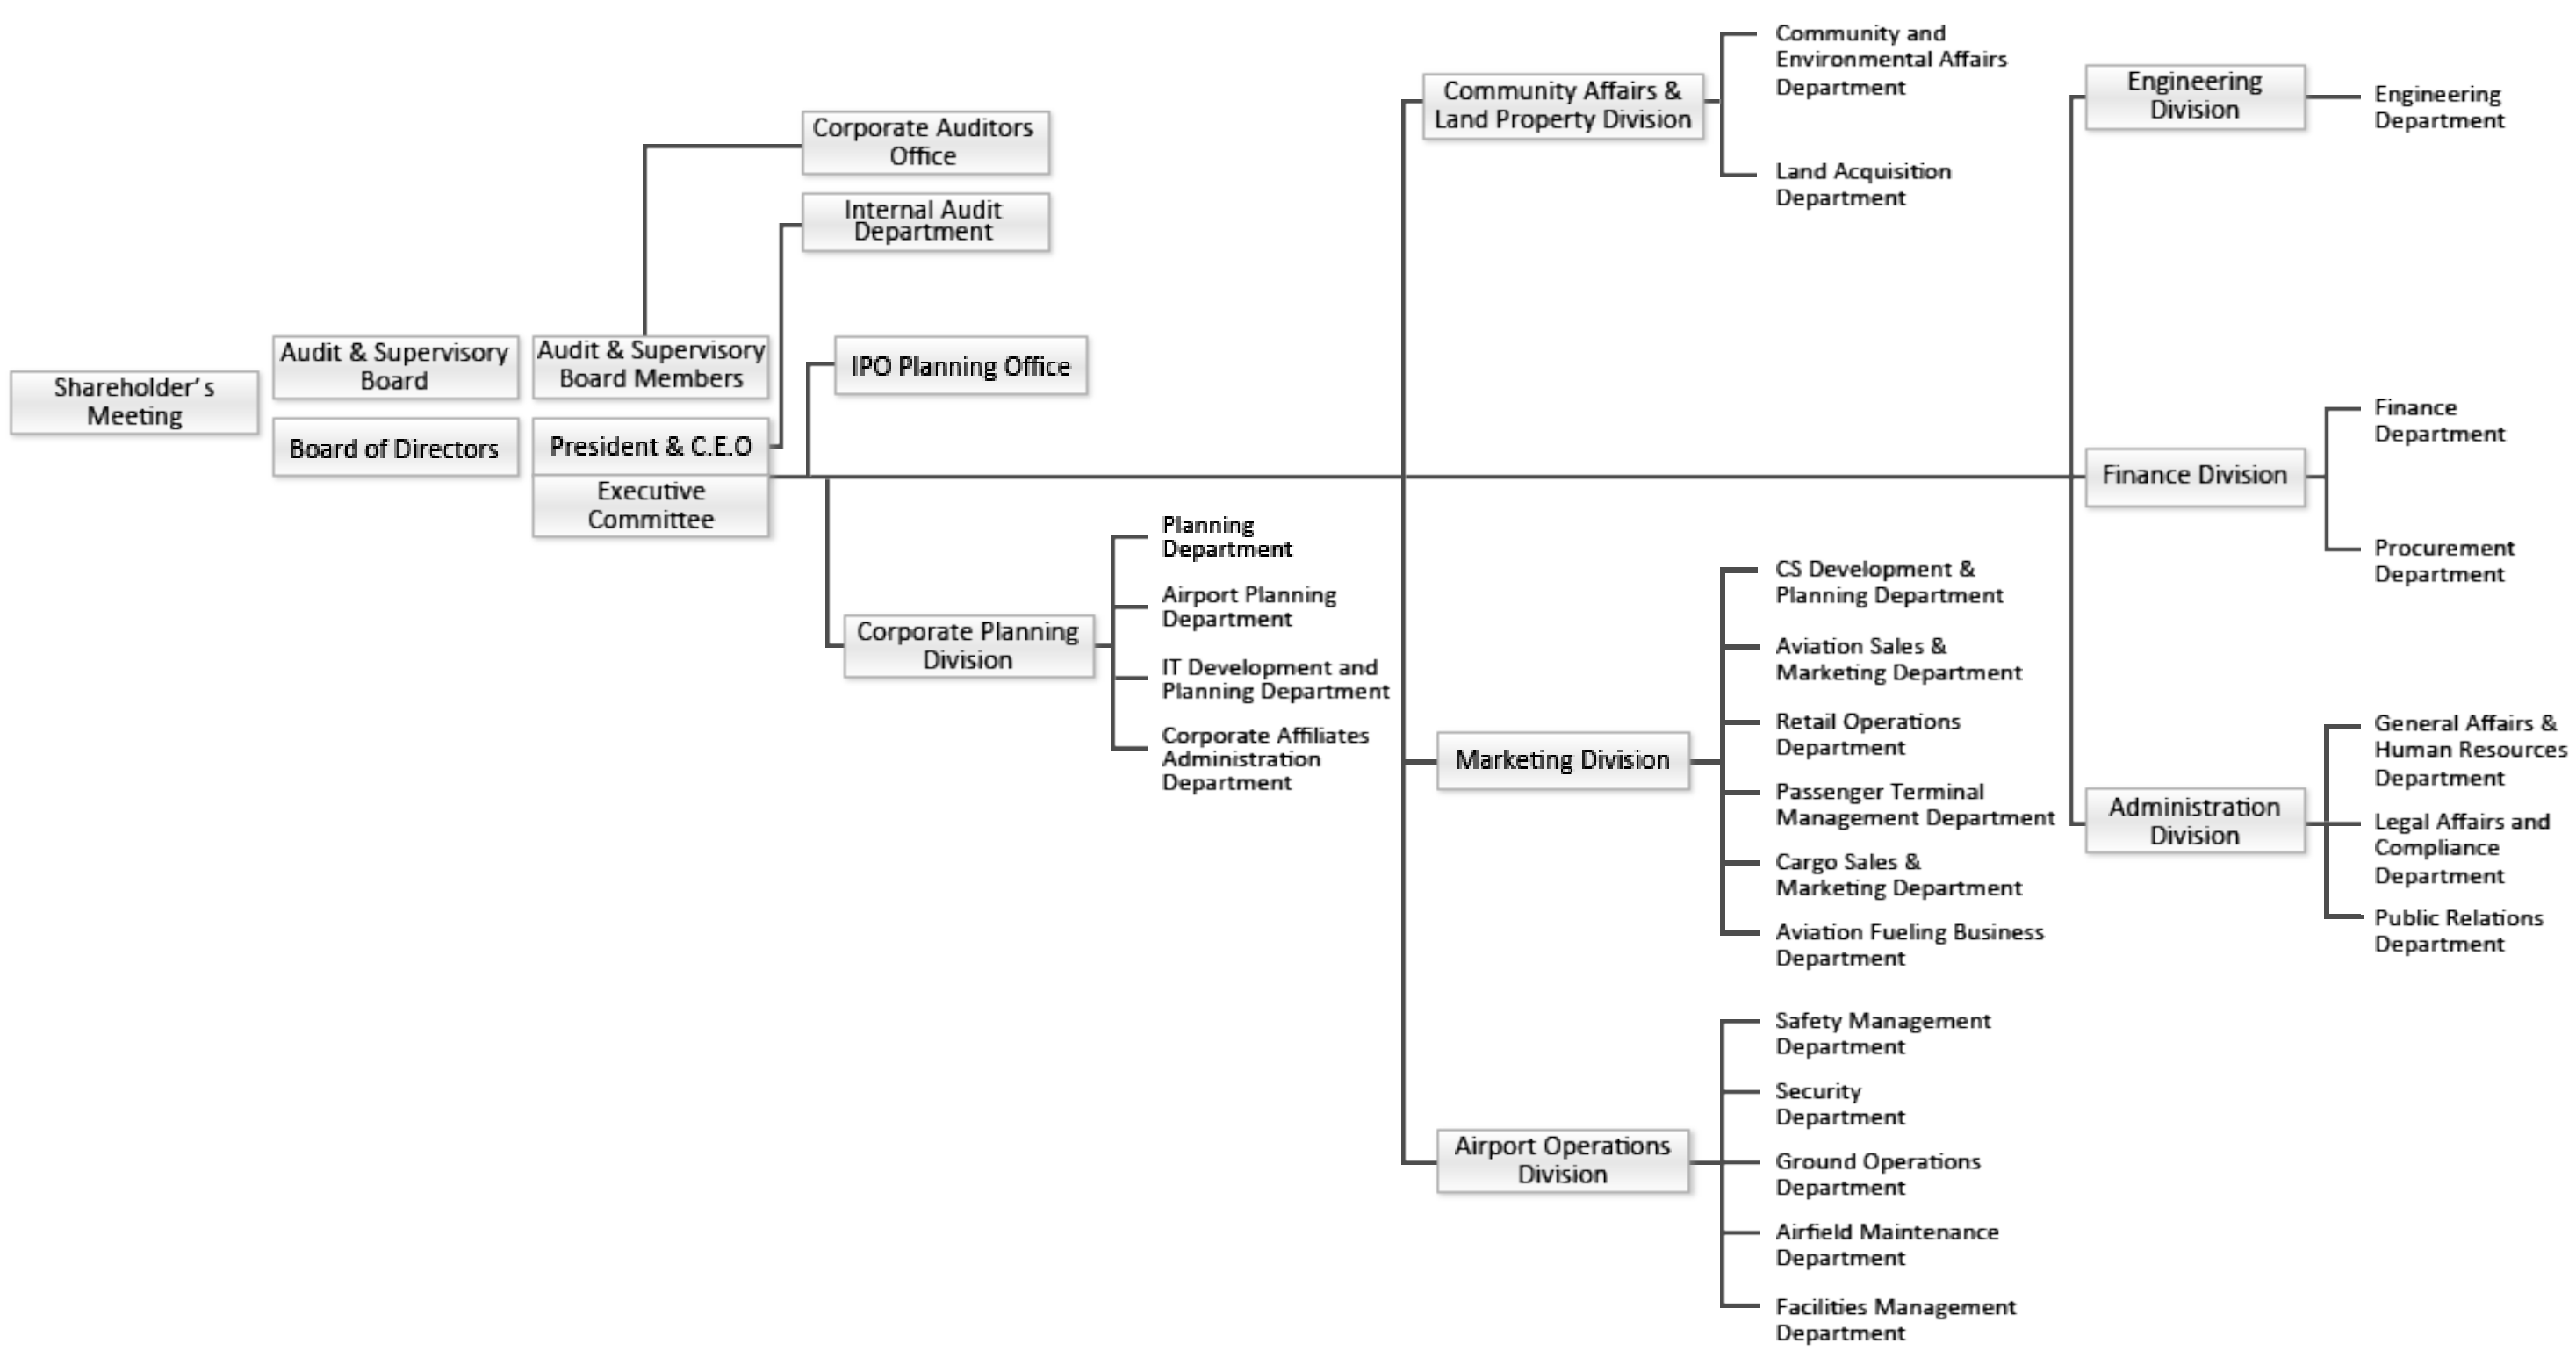 Shareholder's
Meeting
Audit & Supervisory
Board
Board of Directors
Audit & Supervisory
Board Members
President & C.E.O
Executive
Committee
Corporate Auditors
Office
Internal Audit
Department
IPO Planning Office
Corporate Planning
Division
Planning
Department
Airport Planning
Department
IT Development and
Planning Department
Corporate Affiliates
Administration
Department
Community Affairs &
Land Property Division
Community and
Environmental Affairs
Department
Land Acquisition
Department
Marketing Division
CS Development &
Planning Department
Aviation Sales &
Marketing Department
Retail Operations
Department
Passenger Terminal
Management Department
Cargo Sales &
Marketing Department
Aviation Fueling Business
Department
Airport Operations
Division
Safety Management
Department
Security
Department
Ground Operations
Department
Airfield Maintenance
Department
Facilities Management
Department
Engineering
Division
Engineering
Department
Finance Division
Finance
Department
Procurement
Department
Administration
Division
General Affairs &
Human Resources
Department
Legal Affairs and
Compliance
Department
Public Relations
Department